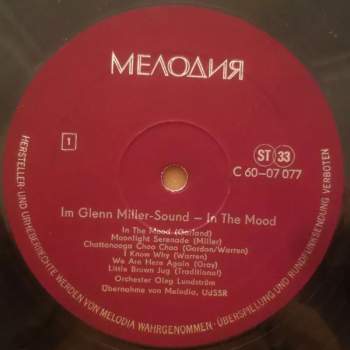 МЕЛОДИЯ
1
ST 33
C 60-07 077
Im Glenn Miller-Sound – In The Mood
In The Mood (Garland)
Moonlight Serenade (Miller)
Chattanooga Choo Choo (Gordon/Warren)
I Know Why (Warren)
We Are Here Again (Gray)
Little Brown Jug (Traditional)
Orchester Oleg Lundström
Übernahme von Melodia, UdSSR
HERSTELLER- UND URHEBERRECHTE WERDEN VON MELODIA WAHRGENOMMEN · ÜBERSPIELUNG UND RUNDFUNKSENDUNG VERBOTEN